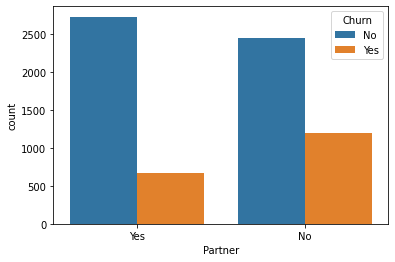 Churn
No
Yes
2500
2000
1500
1000
500
0
count
Yes
No
Partner